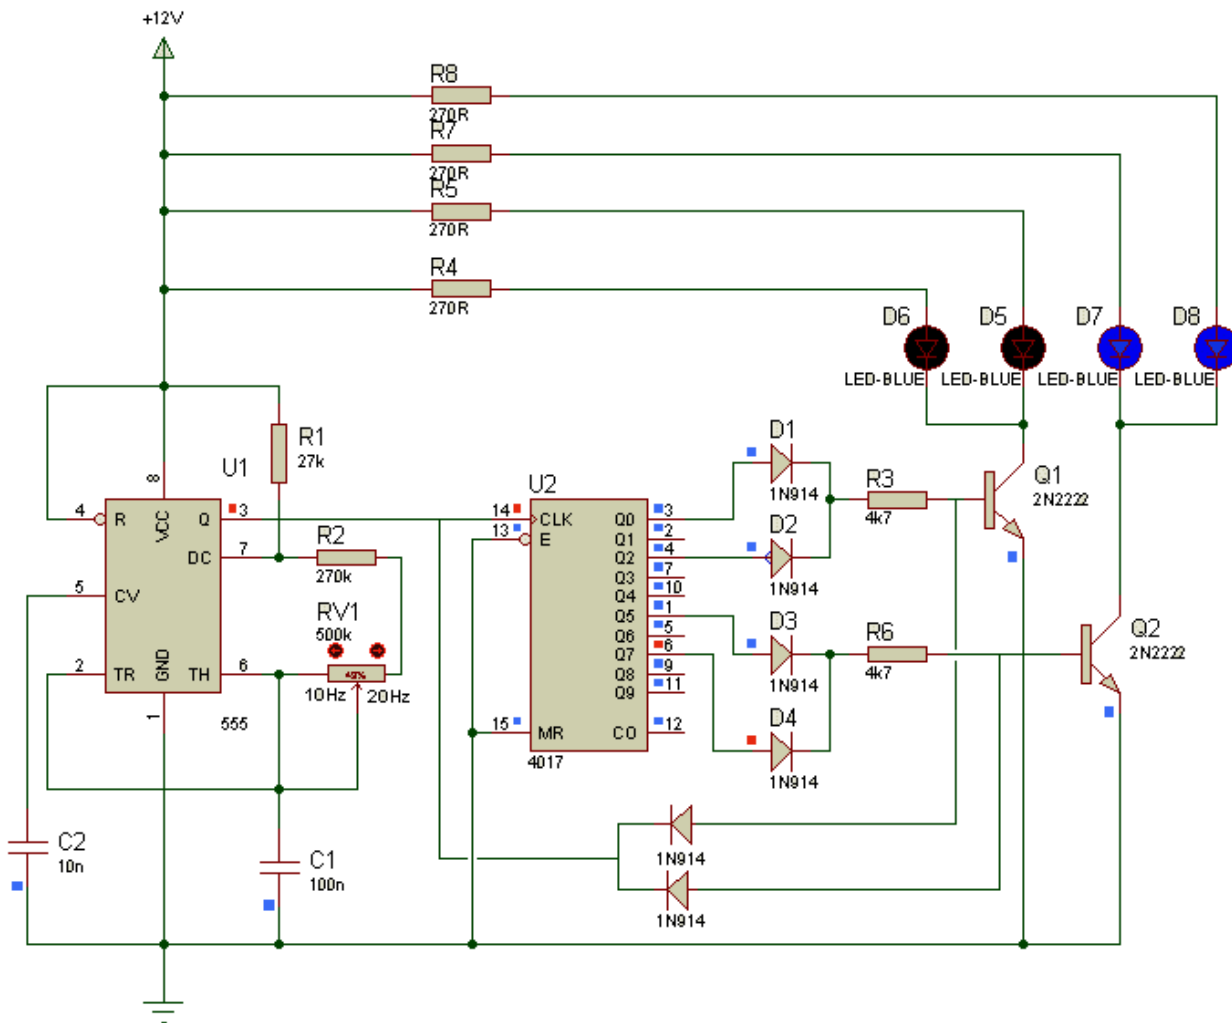 +12V
R8
270R
R7
270R
R5
270R
R4
270R
D6
D5
D7
D8
LED-BLUE
LED-BLUE
LED-BLUE
LED-BLUE
R1
27k
U1
8
4
R
VCC
Q
3
DC
7
R2
270k
5
CV
RV1
500k
2
TR
GND
TH
6
10Hz
20Hz
1
555
U2
14
CLK
13
E
Q0
3
Q1
2
Q2
4
Q3
7
Q4
10
Q5
1
Q6
5
Q7
6
Q8
9
Q9
11
15
MR
CO
12
4017
D1
1N914
D2
1N914
D3
1N914
D4
1N914
R3
4k7
R6
4k7
Q1
2N2222
Q2
2N2222
1N914
1N914
C2
10n
C1
100n